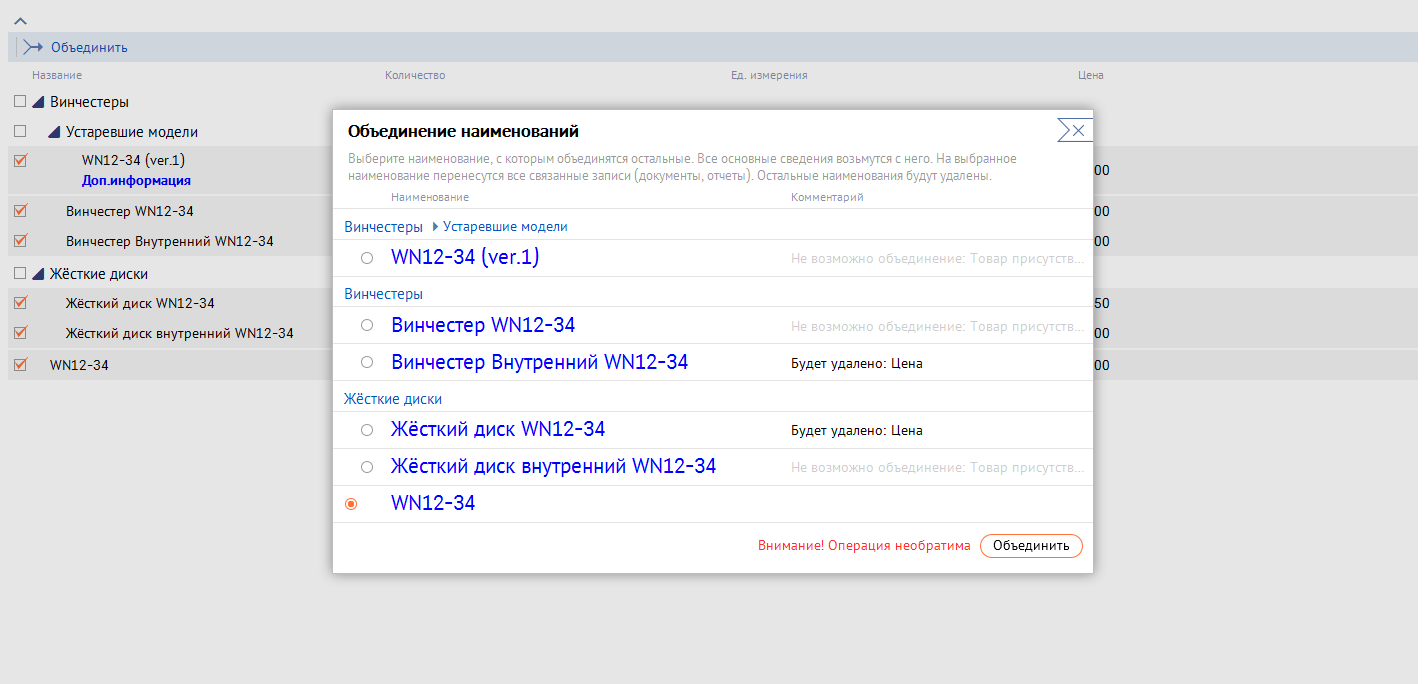 Объединить
Название Количество Ед. измерения Цена
Винчестеры
Устаревшие модели
WN12-34 (ver.1)
Доп.информация
00
Винчестер WN12-34 00
Винчестер Внутренний WN12-34 00
Жёсткие диски
Жёсткий диск WN12-34 50
Жёсткий диск внутренний WN12-34 00
WN12-34 00
Объединение наименований
Выберите наименование, с которым объединятся остальные. Все основные сведения возьмутся с него. На выбранное
наименование перенесутся все связанные записи (документы, отчеты). Остальные наименования будут удалены.
Наименование Комментарий
Винчестеры Устаревшие модели
WN12-34 (ver.1) Не возможно объединение: Товар присутств...
Винчестеры
Винчестер WN12-34 Не возможно объединение: Товар присутств...
Винчестер Внутренний WN12-34 Будет удалено: Цена
Жёсткие диски
Жёсткий диск WN12-34 Будет удалено: Цена
Жёсткий диск внутренний WN12-34 Не возможно объединение: Товар присутств...
WN12-34
Внимание! Операция необратима Объединить